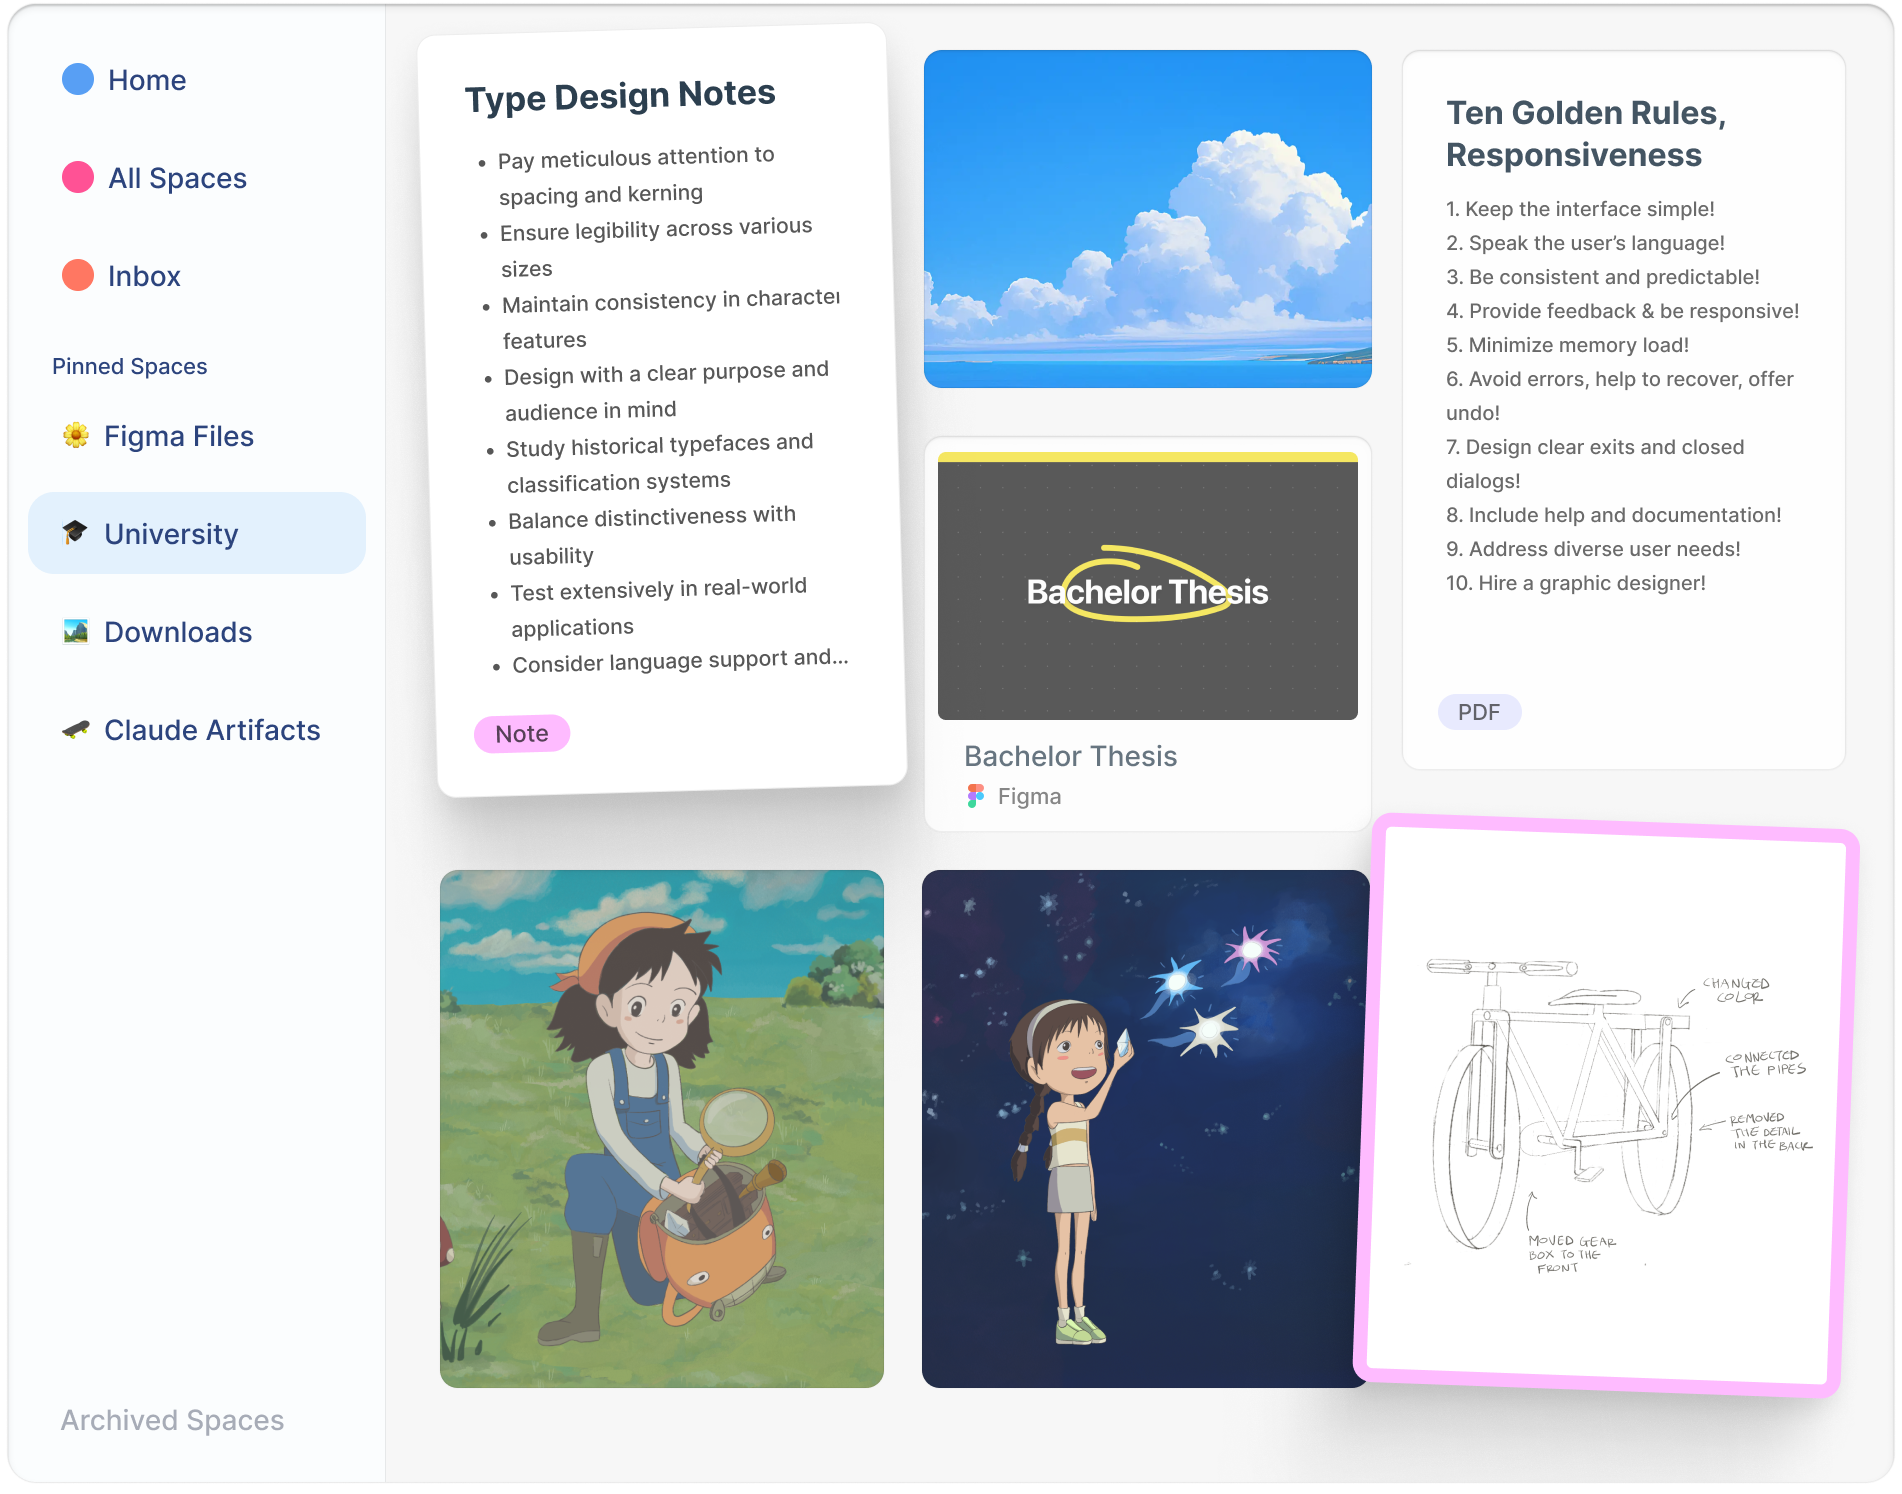 Home
All Spaces
Inbox
Pinned Spaces
Figma Files
University
Downloads
Claude Artifacts
Archived Spaces
Type Design Notes
• Pay meticulous attention to
spacing and kerning
• Ensure legibility across various
sizes
• Maintain consistency in character
features
• Design with a clear purpose and
audience in mind
• Study historical typefaces and
classification systems
• Balance distinctiveness with
usability
• Test extensively in real-world
applications
• Consider language support and...
Note
Bachelor Thesis
Bachelor Thesis
Figma
Ten Golden Rules,
Responsiveness
1. Keep the interface simple!
2. Speak the user’s language!
3. Be consistent and predictable!
4. Provide feedback & be responsive!
5. Minimize memory load!
6. Avoid errors, help to recover, offer
undo!
7. Design clear exits and closed
dialogs!
8. Include help and documentation!
9. Address diverse user needs!
10. Hire a graphic designer!
PDF
CHANGED
COLOR
CONNECTED
THE PIPES
REMOVED
THE DETAIL
IN THE BACK
MOVED GEAR
BOX TO THE
FRONT